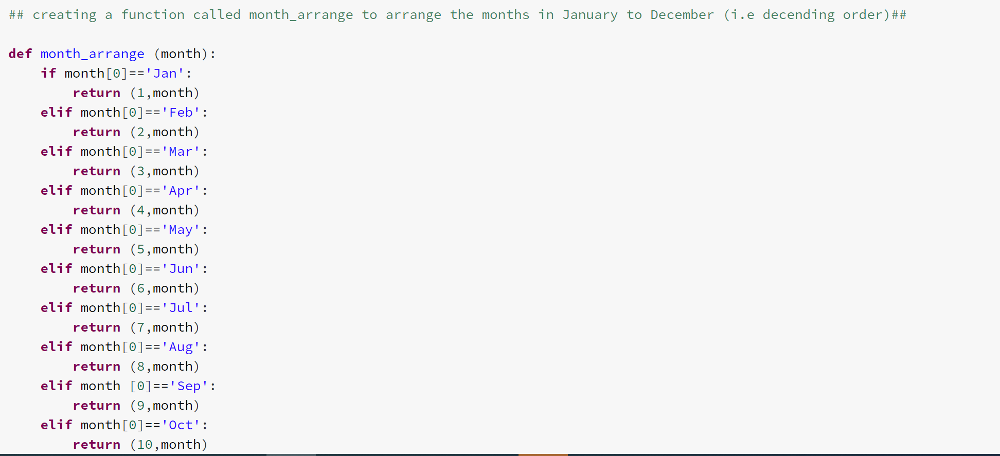 ## creating a function called month_arrange to arrange the months in January to December (i.e decending order)##
def month_arrange (month):
    if month[0]=='Jan':
        return (1,month)
    elif month[0]=='Feb':
        return (2,month)
    elif month[0]=='Mar':
        return (3,month)
    elif month[0]=='Apr':
        return (4,month)
    elif month[0]=='May':
        return (5,month)
    elif month[0]=='Jun':
        return (6,month)
    elif month[0]=='Jul':
        return (7,month)
    elif month[0]=='Aug':
        return (8,month)
    elif month [0]=='Sep':
        return (9,month)
    elif month[0]=='Oct':
        return (10,month)